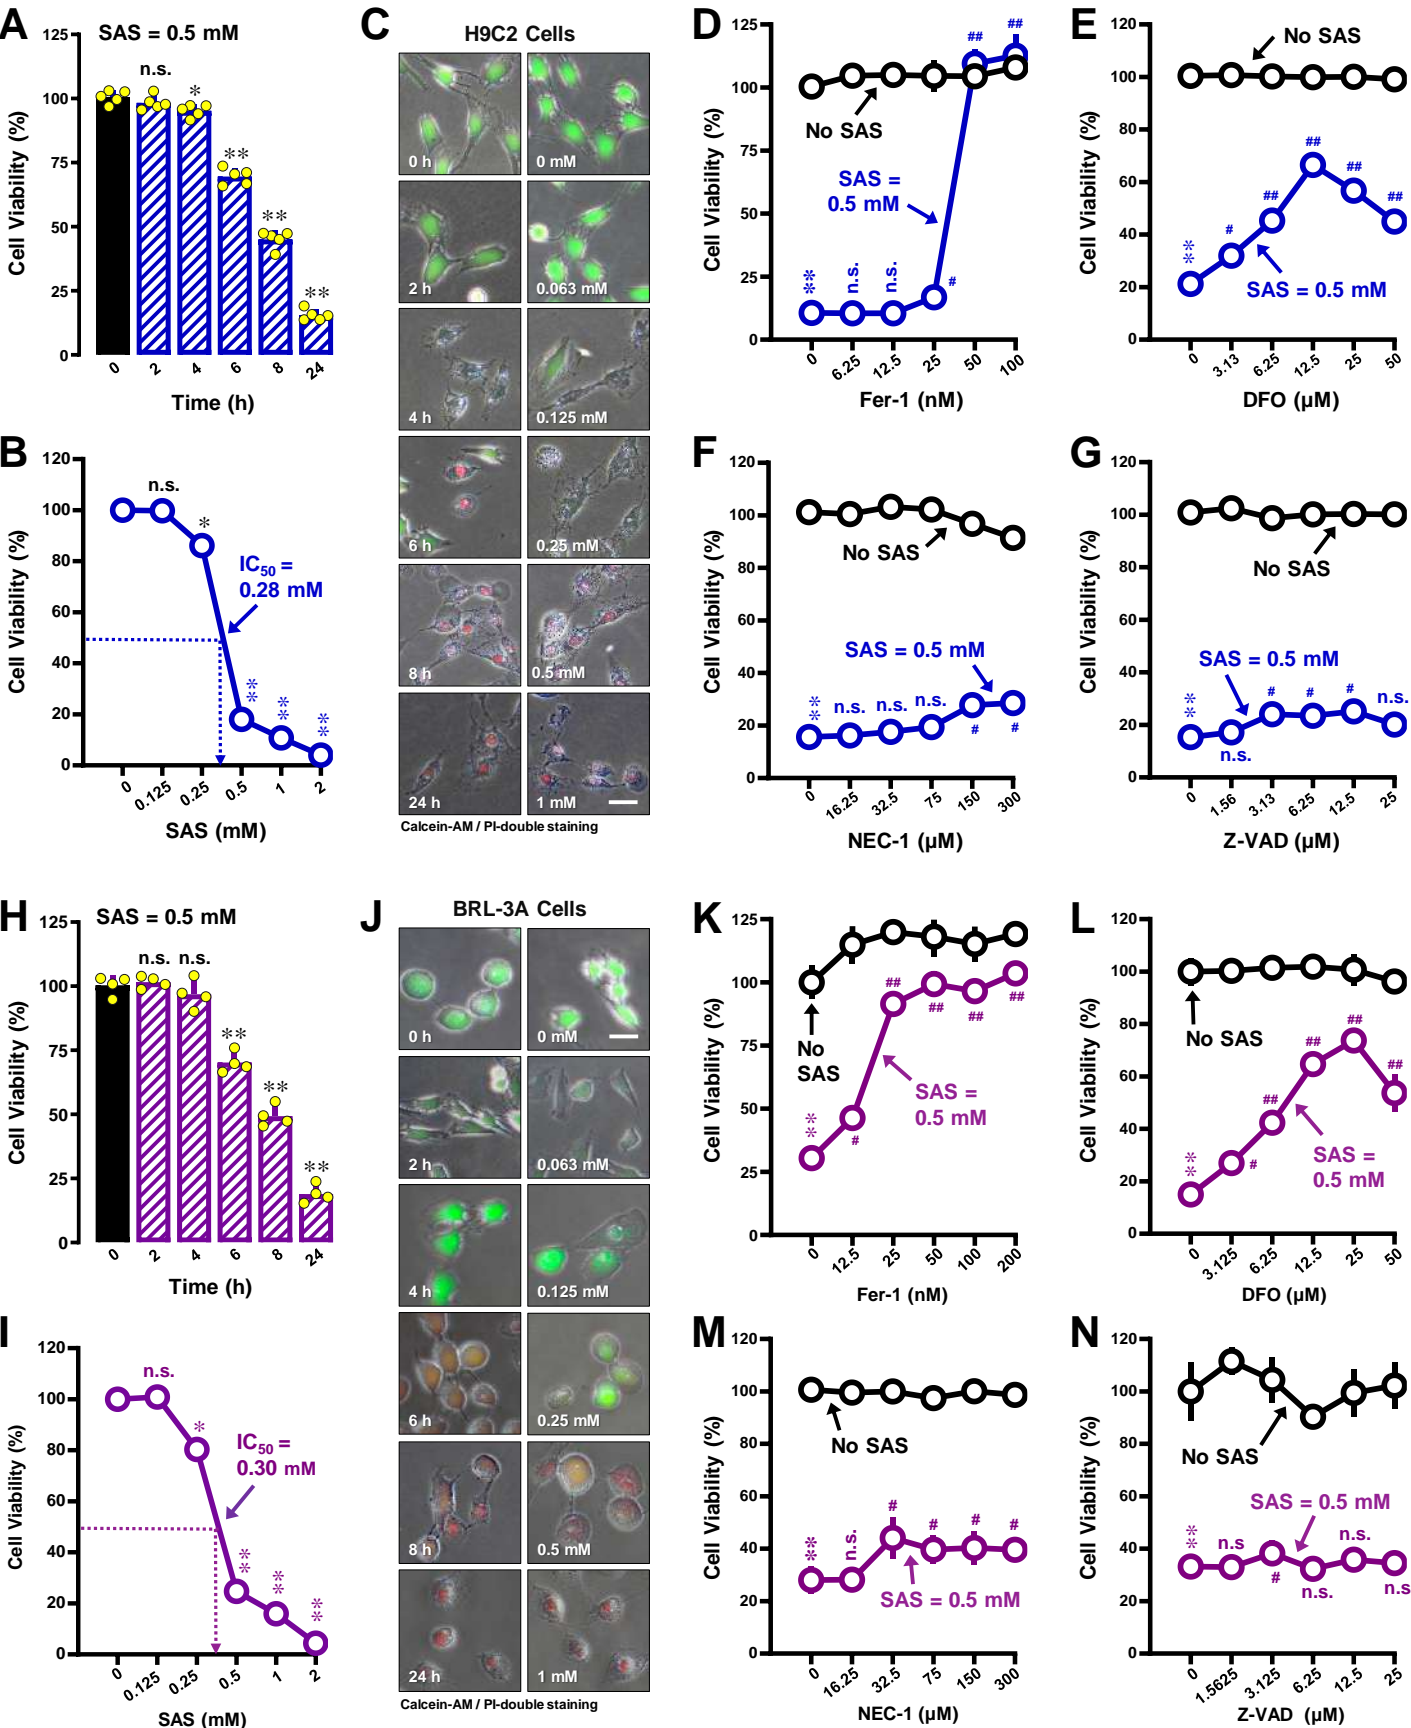 A
SAS = 0.5 mM
125
100
75
50
25
0
Cell Viability (%)
n.s.
*
**
**
**
0
2
4
6
8
24
Time (h)
B
120
100
80
60
40
20
0
Cell Viability (%)
n.s.
*
IC50 =
0.28 mM
**
**
**
0
0.125
0.25
0.5
1
2
SAS (mM)
C
H9C2 Cells
0 h
0 mM
2 h
0.063 mM
4 h
0.125 mM
6 h
0.25 mM
8 h
0.5 mM
24 h
1 mM
Calcein-AM / PI-double staining
D
125
100
75
50
25
0
Cell Viability (%)
##
##
No SAS
SAS =
0.5 mM
**
n.s.
n.s.
#
0
6.25
12.5
25
50
100
Fer-1 (nM)
E
120
100
80
60
40
20
0
Cell Viability (%)
No SAS
**
#
##
##
##
##
SAS = 0.5 mM
0
3.13
6.25
12.5
25
50
DFO (µM)
F
120
100
80
60
40
20
0
Cell Viability (%)
No SAS
SAS = 0.5 mM
**
n.s.
n.s.
n.s.
#
#
0
16.25
32.5
75
150
300
NEC-1 (µM)
G
120
100
80
60
40
20
0
Cell Viability (%)
No SAS
SAS = 0.5 mM
**
n.s.
#
#
#
n.s.
0
1.56
3.13
6.25
12.5
25
Z-VAD (µM)
H
SAS = 0.5 mM
125
100
75
50
25
0
Cell Viability (%)
n.s.
n.s.
**
**
**
0
2
4
6
8
24
Time (h)
I
120
100
80
60
40
20
0
Cell Viability (%)
n.s.
*
IC50 =
0.30 mM
**
**
**
0
0.125
0.25
0.5
1
2
SAS (mM)
J
BRL-3A Cells
0 h
0 mM
2 h
0.063 mM
4 h
0.125 mM
6 h
0.25 mM
8 h
0.5 mM
24 h
1 mM
Calcein-AM / PI-double staining
K
125
100
75
50
25
0
Cell Viability (%)
No
SAS
**
#
##
##
##
##
SAS =
0.5 mM
0
12.5
25
50
100
200
Fer-1 (nM)
L
120
100
80
60
40
20
0
Cell Viability (%)
No SAS
**
#
##
##
##
##
SAS =
0.5 mM
0
3.125
6.25
12.5
25
50
DFO (µM)
M
120
100
80
60
40
20
0
Cell Viability (%)
No SAS
**
n.s.
#
#
#
#
SAS = 0.5 mM
0
16.25
32.5
75
150
300
NEC-1 (µM)
N
120
100
80
60
40
20
0
Cell Viability (%)
No SAS
SAS = 0.5 mM
**
n.s
#
n.s.
n.s.
n.s
0
1.5625
3.125
6.25
12.5
25
Z-VAD (µM)